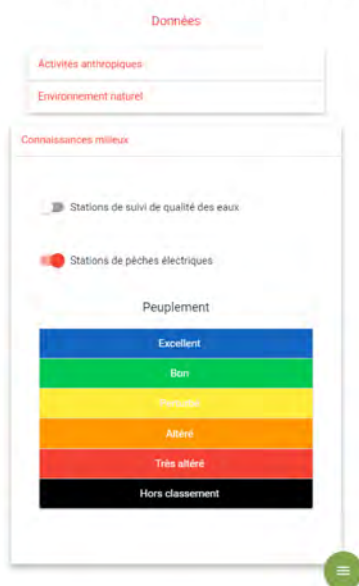 Données
Activités anthropiques
Environnement naturel
Connaissances milieux
Stations de suivi de qualité des eaux
Stations de pêches électriques
Peuplement
Excellent
Bon
Altéré
Très altéré
Hors classement